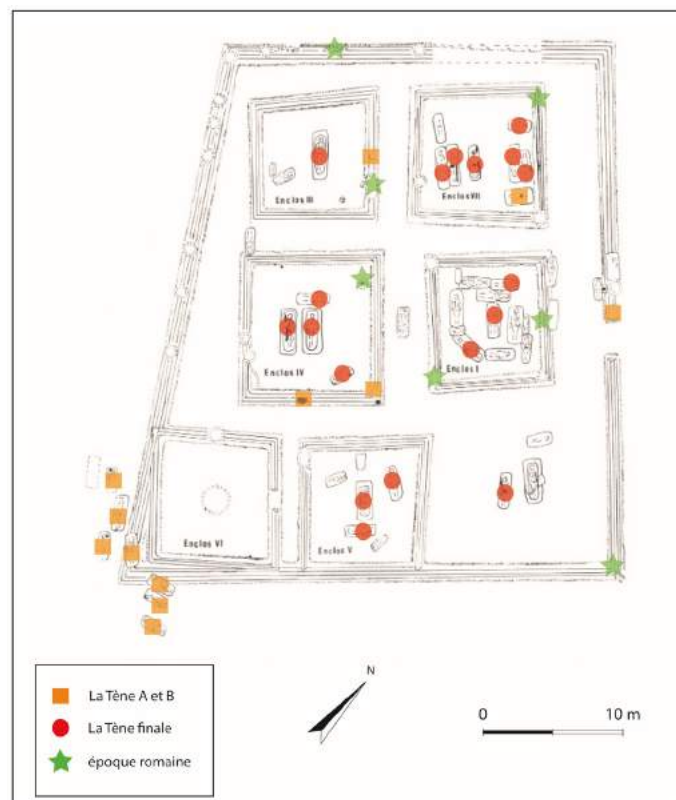 Enclos III
Enclos VII
Enclos IV
Enclos I
Enclos VI
Enclos V
N
La Tène A et B
La Tène finale
époque romaine
0 10 m